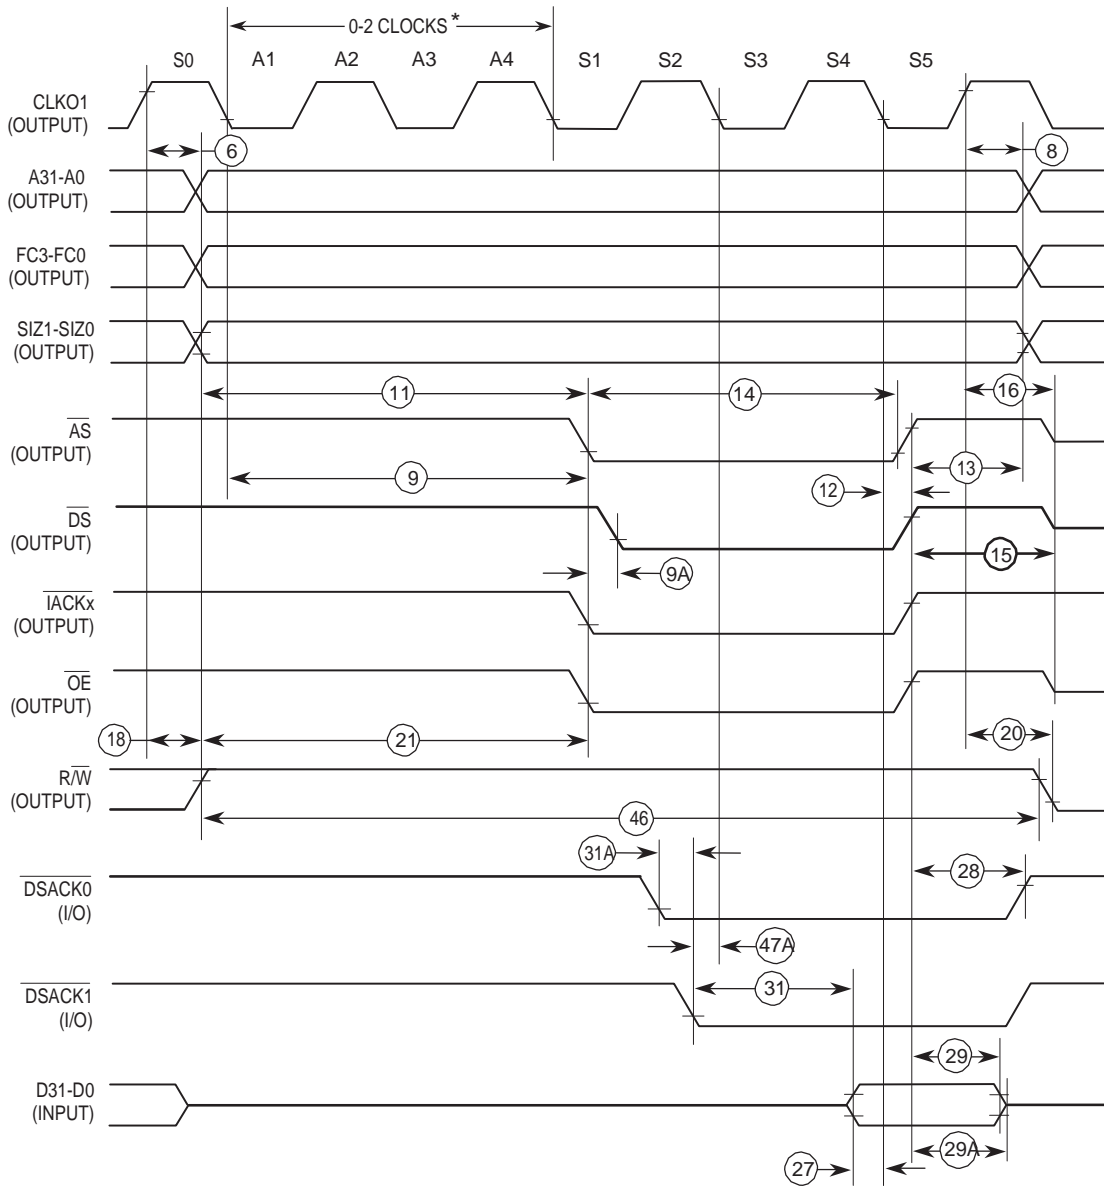 0-2 CLOCKS *
S0 A1 A2 A3 A4 S1 S2 S3 S4 S5
CLKO1
(OUTPUT)
6
8
A31-A0
(OUTPUT)
FC3-FC0
(OUTPUT)
SIZ1-SIZ0
(OUTPUT)
11
14
16
AS
(OUTPUT)
9
12
13
DS
(OUTPUT)
9A
15
IACKx
(OUTPUT)
OE
(OUTPUT)
18
21
20
R/W
(OUTPUT)
46
31A
28
DSACK0
(I/O)
47A
DSACK1
(I/O)
31
29
D31-D0
(INPUT)
29A
27